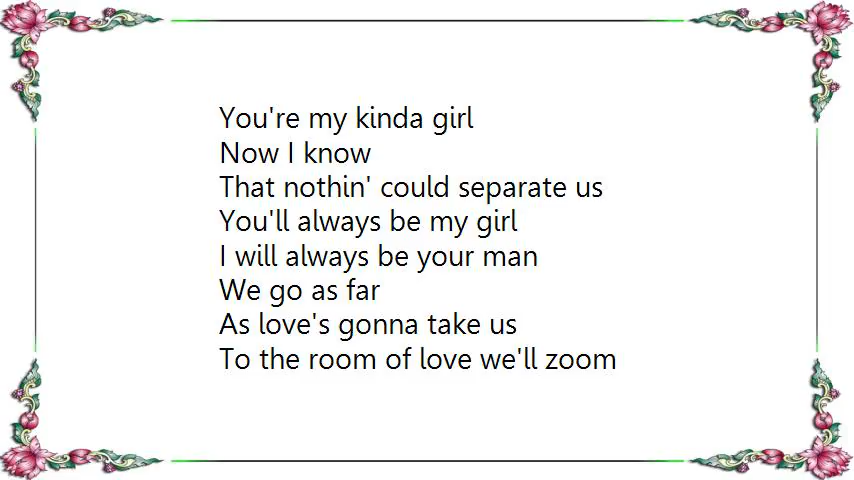 You're my kinda girl
Now I know
That nothin' could separate us
You'll always be my girl
I will always be your man
We go as far
As love's gonna take us
To the room of love we'll zoom